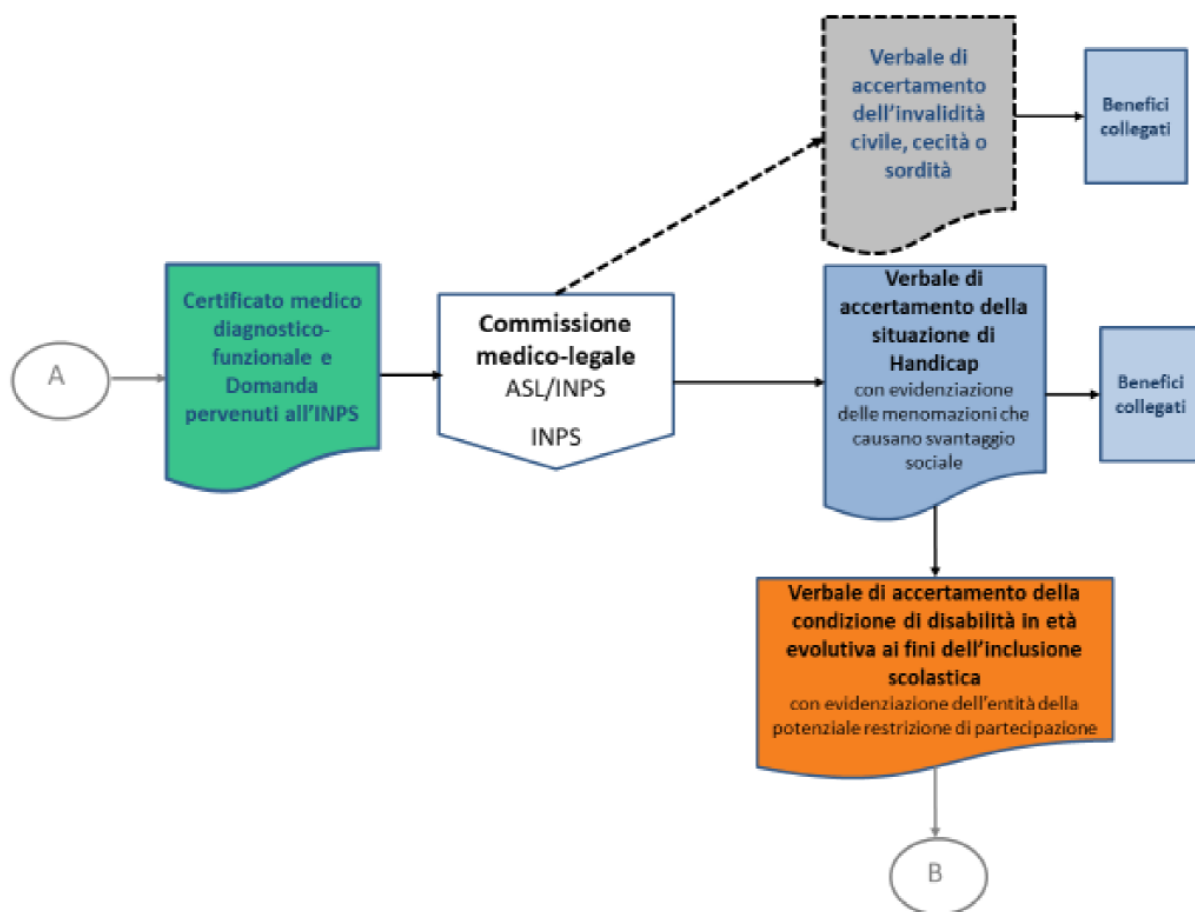 Verbale di
accertamento
dell'invalidità
civile, cecità o
sordità
Benefici
collegati
A
Certificato medico
diagnostico-
funzionale e
Domanda
pervenuti all'INPS
Commissione
medico-legale
ASL/INPS
INPS
Verbale di
accertamento della
situazione di
Handicap
con evidenziazione
delle menomazioni che
causano svantaggio
sociale
Benefici
collegati
Verbale di accertamento della
condizione di disabilità in età
evolutiva ai fini dell'inclusione
scolastica
con evidenziazione dell'entità della
potenziale restrizione di partecipazione
B